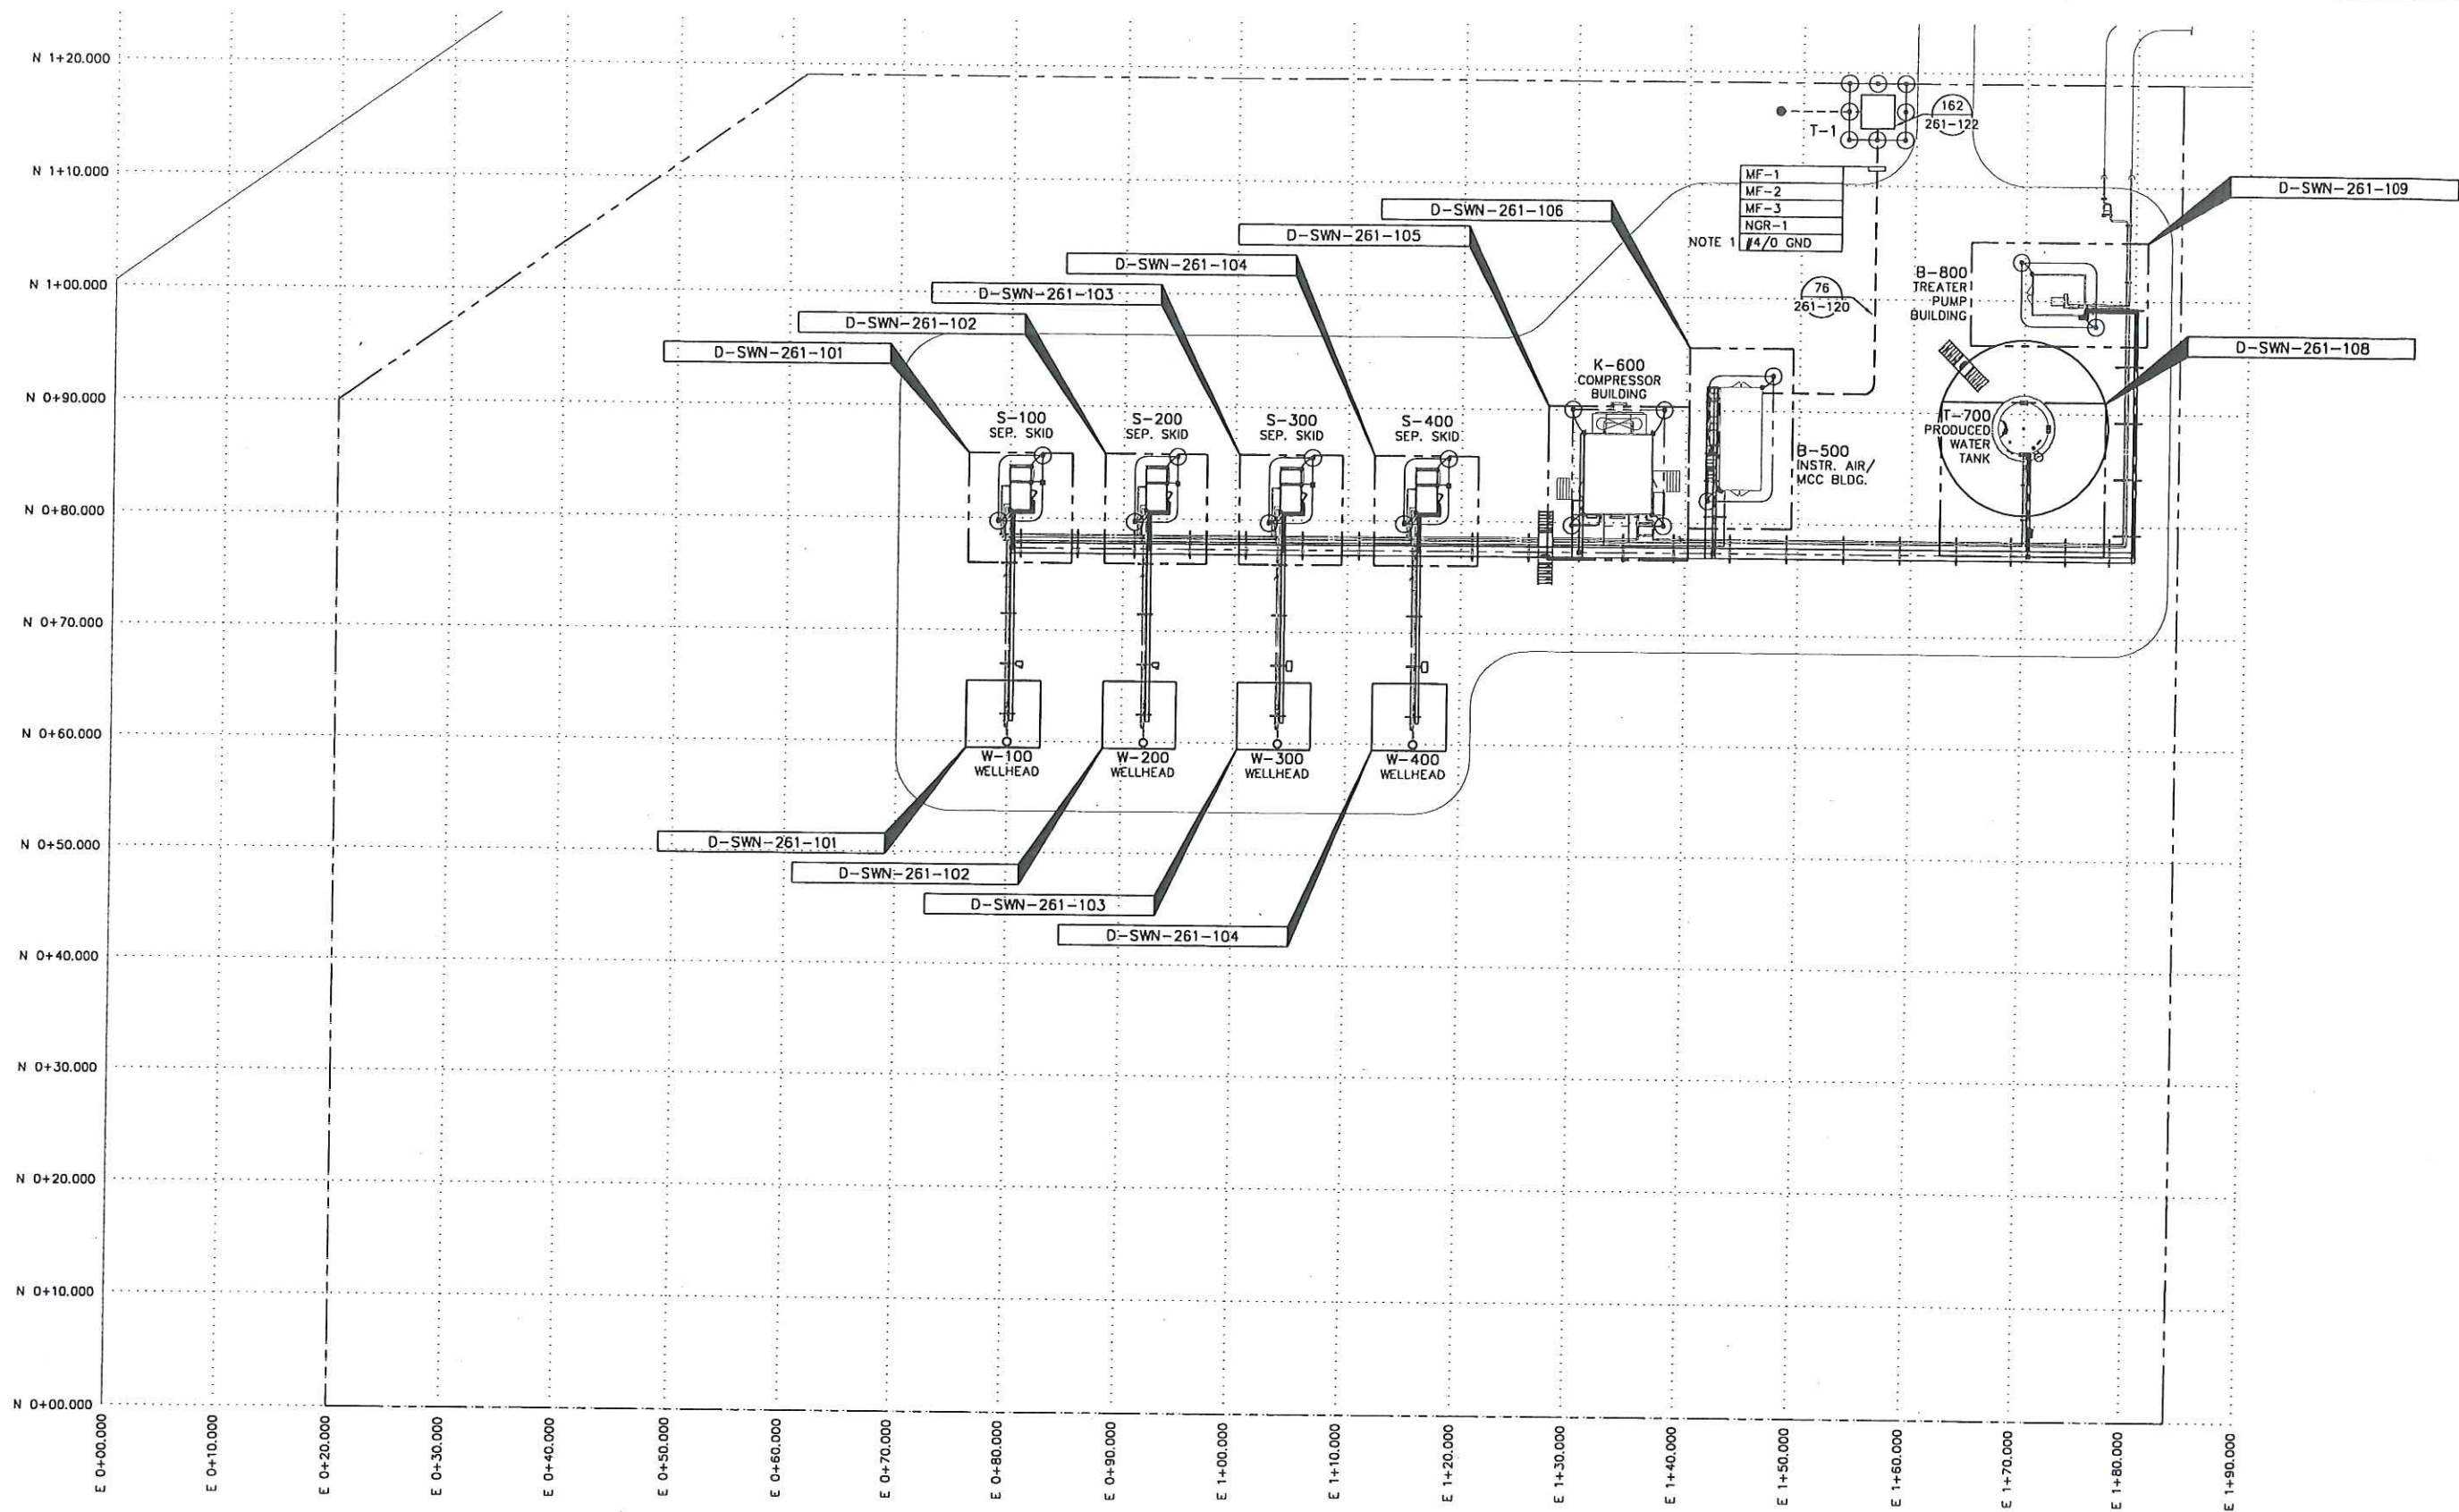 N 1+20.000
162
261-122
T-1
N 1+10.000
MF-1
MF-2
MF-3
NGR-1
NOTE 1 #4/0 GND
D-SWN-261-109
D-SWN-261-106
D-SWN-261-105
D-SWN-261-104
D-SWN-261-103
D-SWN-261-102
D-SWN-261-101
N 1+00.000
76
261-120
B-800
TREATER
PUMP
BUILDING
D-SWN-261-108
N 0+90.000
K-600
COMPRESSOR
BUILDING
S-100
SEP. SKID
S-200
SEP. SKID
S-300
SEP. SKID
S-400
SEP. SKID
T-700
PRODUCED
WATER
TANK
B-500
INSTR. AIR/
MCC BLDG.
N 0+80.000
N 0+70.000
N 0+60.000
W-100
WELLHEAD
W-200
WELLHEAD
W-300
WELLHEAD
W-400
WELLHEAD
N 0+50.000
D-SWN-261-101
D-SWN-261-102
D-SWN-261-103
D-SWN-261-104
N 0+40.000
N 0+30.000
N 0+20.000
N 0+10.000
N 0+00.000
E 0+00.000
E 0+10.000
E 0+20.000
E 0+30.000
E 0+40.000
E 0+50.000
E 0+60.000
E 0+70.000
E 0+80.000
E 0+90.000
E 1+00.000
E 1+10.000
E 1+20.000
E 1+30.000
E 1+40.000
E 1+50.000
E 1+60.000
E 1+70.000
E 1+80.000
E 1+90.000